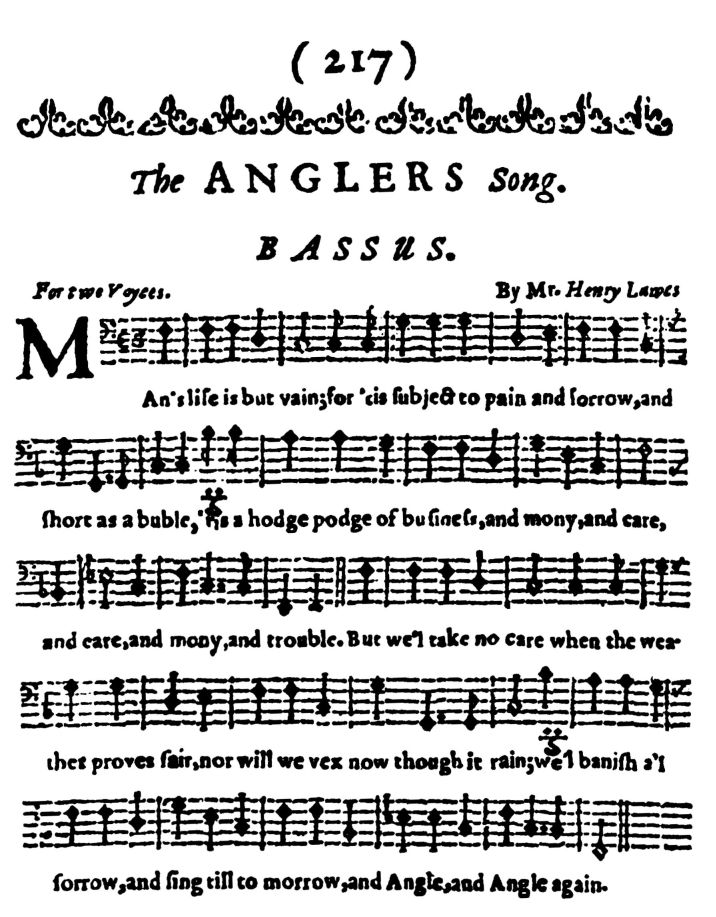 ( 217 )
The ANGLERS Song.
BASSUS.
For two Voyces. By Mr. Henry Lawes
MAn's life is but vain; for 'tis subject to pain and sorrow, and
short as a buble, 'tis a hodge podge of business, and mony, and care,
and care, and mony, and trouble. But we'l take no care when the wea-
ther proves fair, nor will we vex now though it rain; we'l banish a'l
sorrow, and sing till to morrow, and Angle, and Angle again.